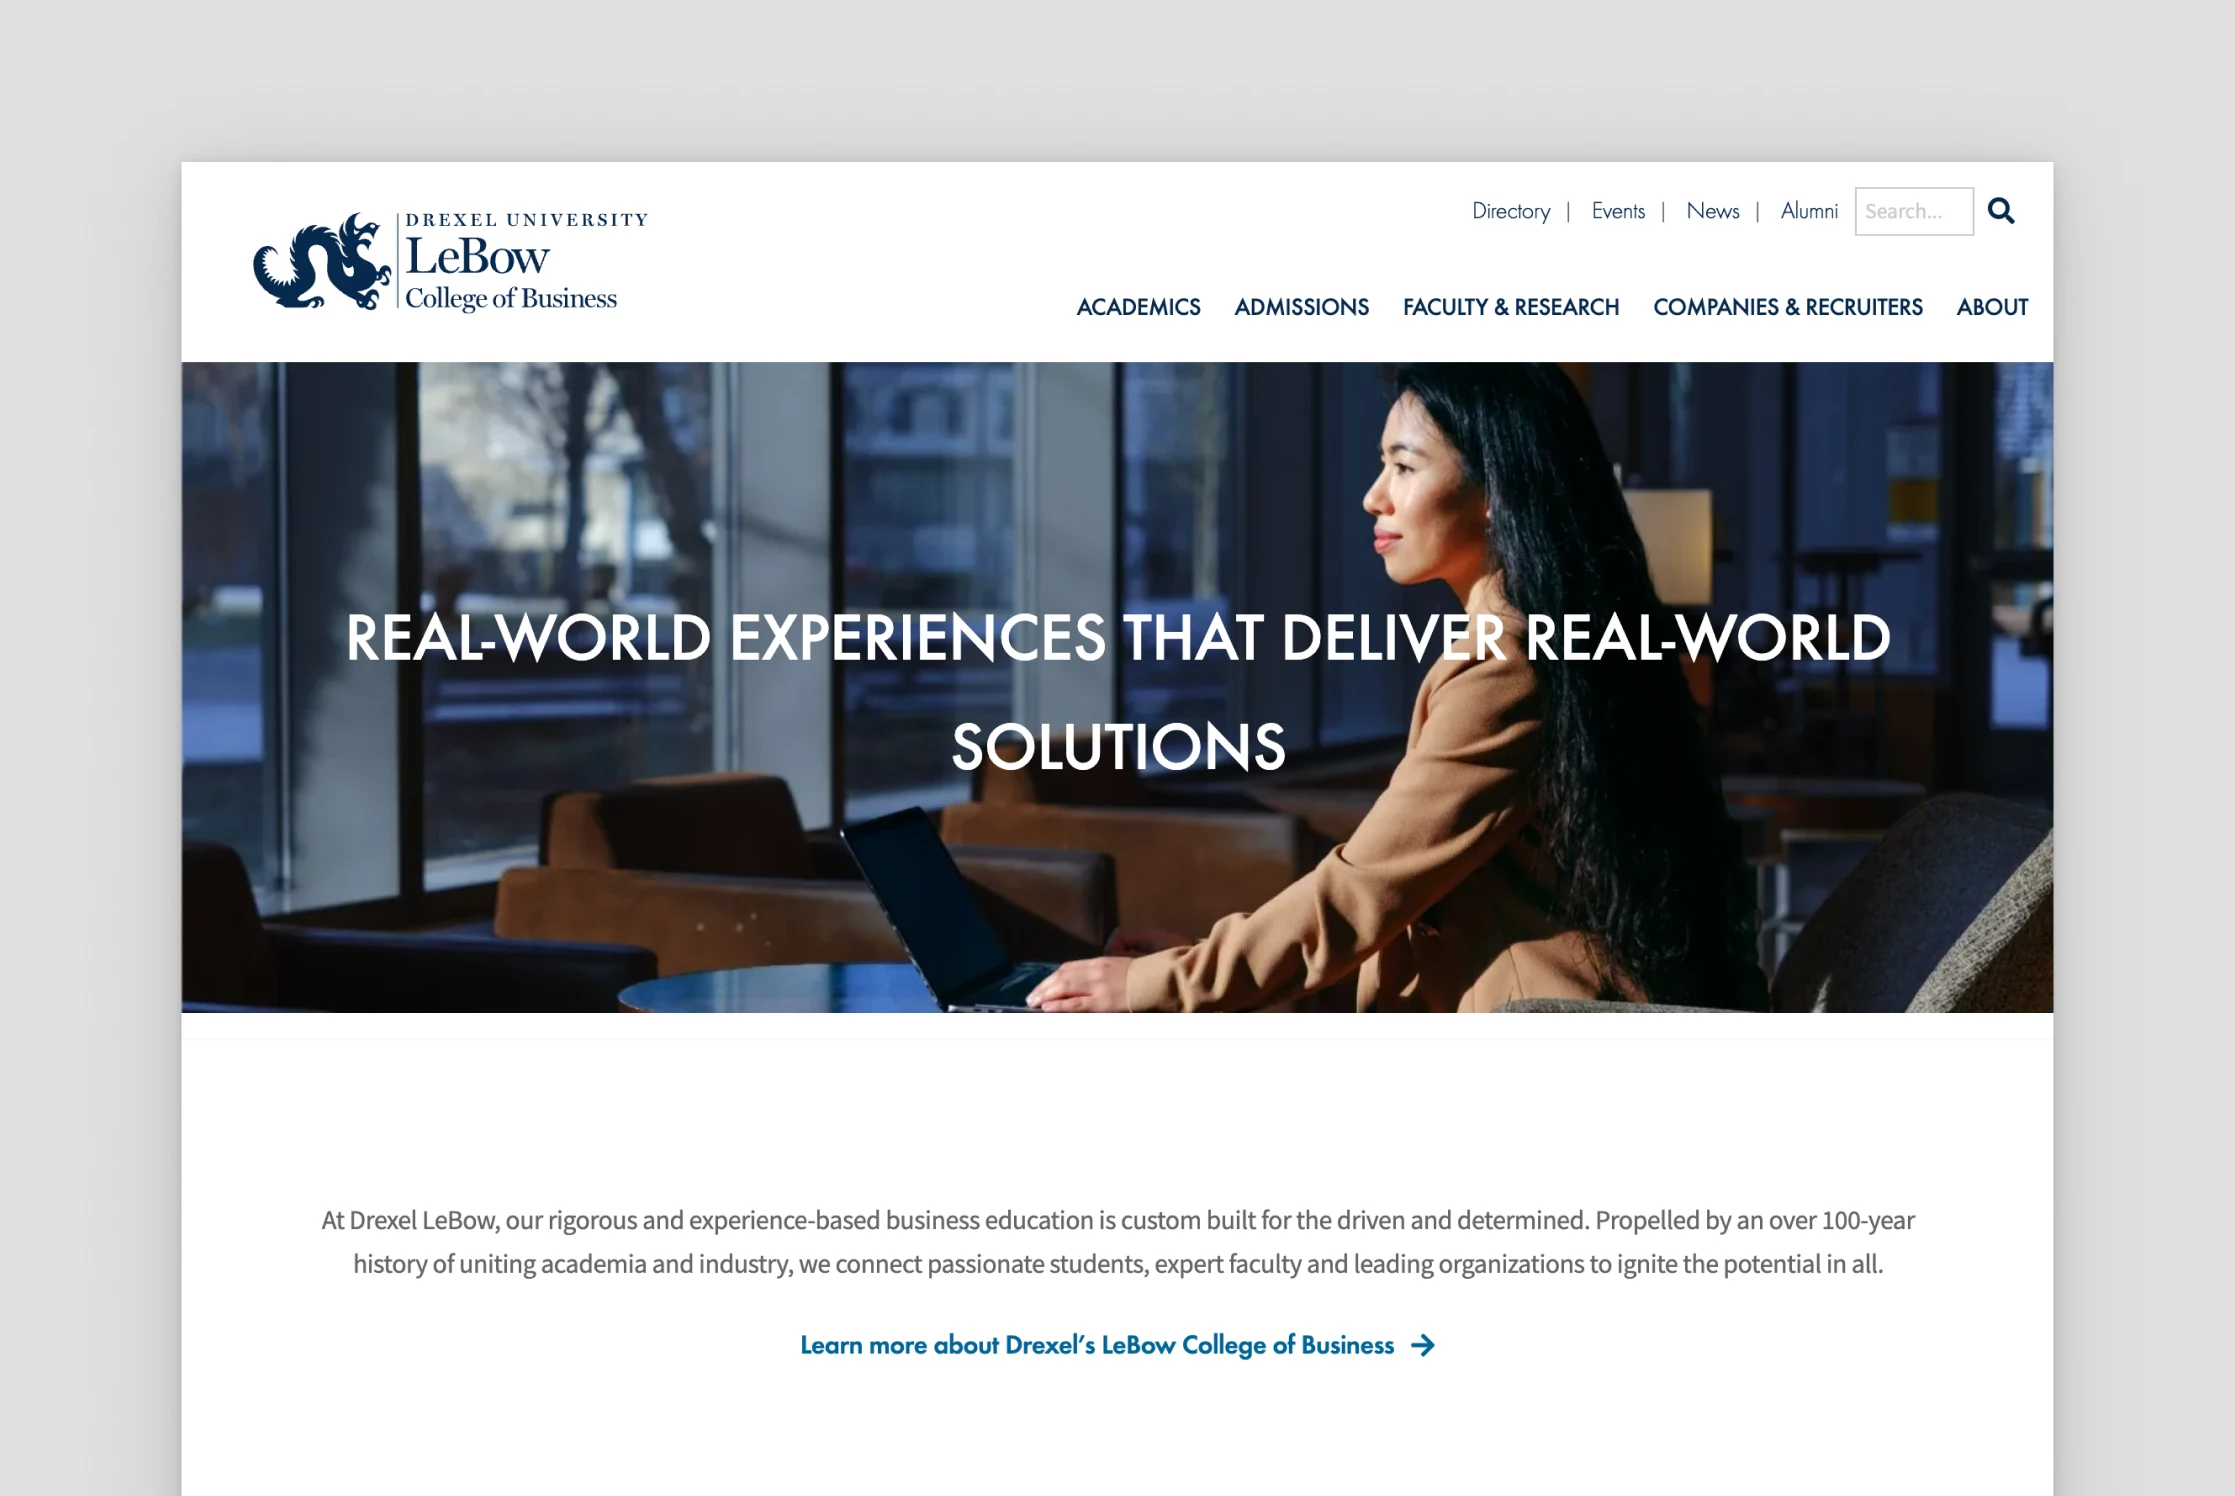 DREXEL UNIVERSITY
LeBow
College of Business
Directory | Events | News | Alumni Search...
ACADEMICS ADMISSIONS FACULTY & RESEARCH COMPANIES & RECRUITERS ABOUT
REAL-WORLD EXPERIENCES THAT DELIVER REAL-WORLD
SOLUTIONS
At Drexel LeBow, our rigorous and experience-based business education is custom built for the driven and determined. Propelled by an over 100-year
history of uniting academia and industry, we connect passionate students, expert faculty and leading organizations to ignite the potential in all.
Learn more about Drexel’s LeBow College of Business →